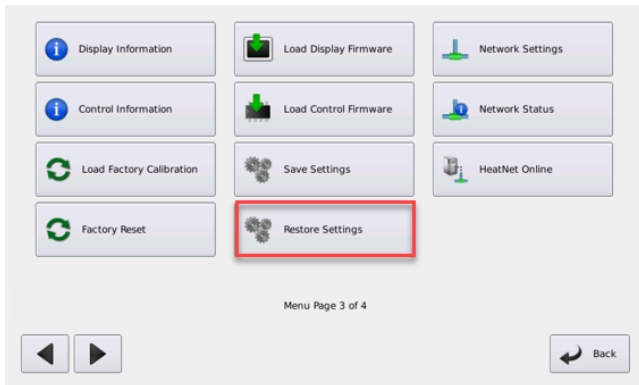 Display Information
Load Display Firmware
Network Settings
Control Information
Load Control Firmware
Network Status
Load Factory Calibration
Save Settings
HeatNet Online
Factory Reset
Restore Settings
Menu Page 3 of 4
Back